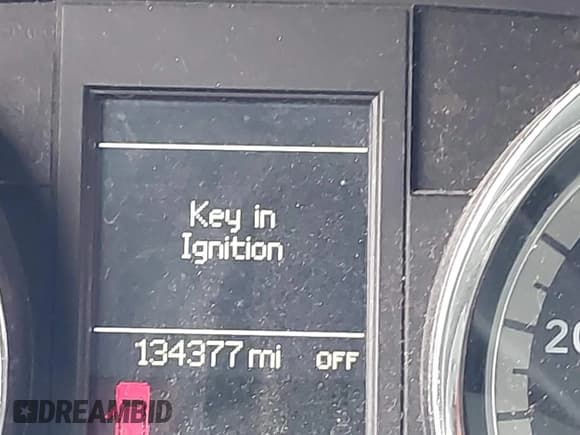 Key in
Ignition
134377 mi OFF
20
DREAMBID